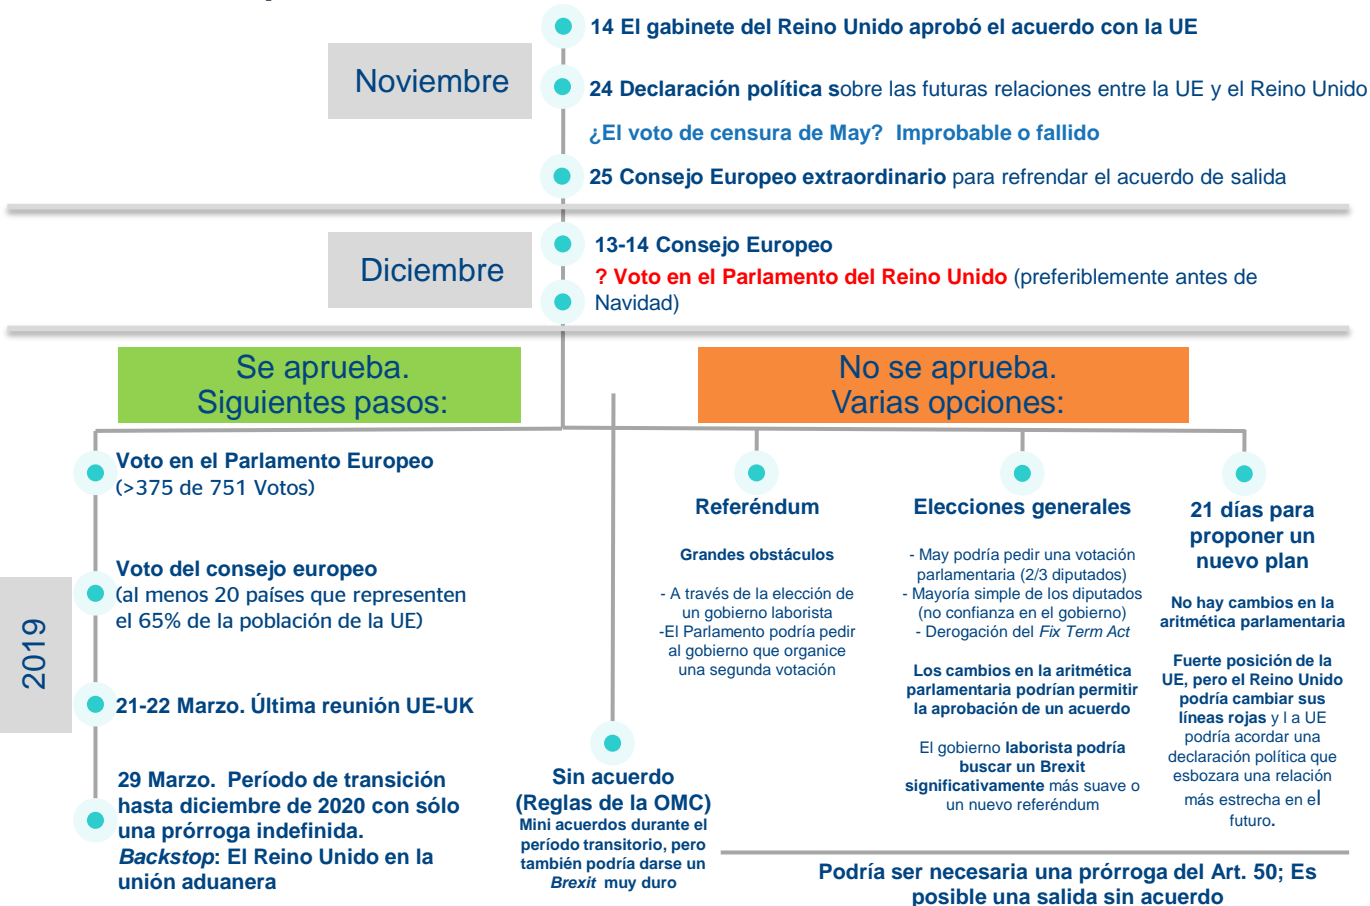 14 El gabinete del Reino Unido aprobó el acuerdo con la UE
Noviembre
24 Declaración política sobre las futuras relaciones entre la UE y el Reino Unido
¿El voto de censura de May? Improbable o fallido
25 Consejo Europeo extraordinario para refrendar el acuerdo de salida
Diciembre
13-14 Consejo Europeo
? Voto en el Parlamento del Reino Unido (preferiblemente antes de
Navidad)
Se aprueba.
Siguientes pasos:
No se aprueba.
Varias opciones:
2019
Voto en el Parlamento Europeo
(>375 de 751 Votos)
Voto del consejo europeo
(al menos 20 países que representen
el 65% de la población de la UE)
21-22 Marzo. Última reunión UE-UK
29 Marzo. Período de transición
hasta diciembre de 2020 con sólo
una prórroga indefinida.
Backstop: El Reino Unido en la
unión aduanera
Sin acuerdo
(Reglas de la OMC)
Mini acuerdos durante el
período transitorio, pero
también podría darse un
Brexit muy duro
Referéndum
Grandes obstáculos
- A través de la elección de
un gobierno laborista
-El Parlamento podría pedir
al gobierno que organice
una segunda votación
Elecciones generales
- May podría pedir una votación
parlamentaria (2/3 diputados)
- Mayoría simple de los diputados
(no confianza en el gobierno)
- Derogación del Fix Term Act
Los cambios en la aritmética
parlamentaria podrían permitir
la aprobación de un acuerdo
El gobierno laborista podría
buscar un Brexit
significativamente más suave o
un nuevo referéndum
21 días para
proponer un
nuevo plan
No hay cambios en la
aritmética parlamentaria
Fuerte posición de la
UE, pero el Reino Unido
podría cambiar sus
líneas rojas y l a UE
podría acordar una
declaración política que
esbozara una relación
más estrecha en el
futuro.
Podría ser necesaria una prórroga del Art. 50; Es
posible una salida sin acuerdo